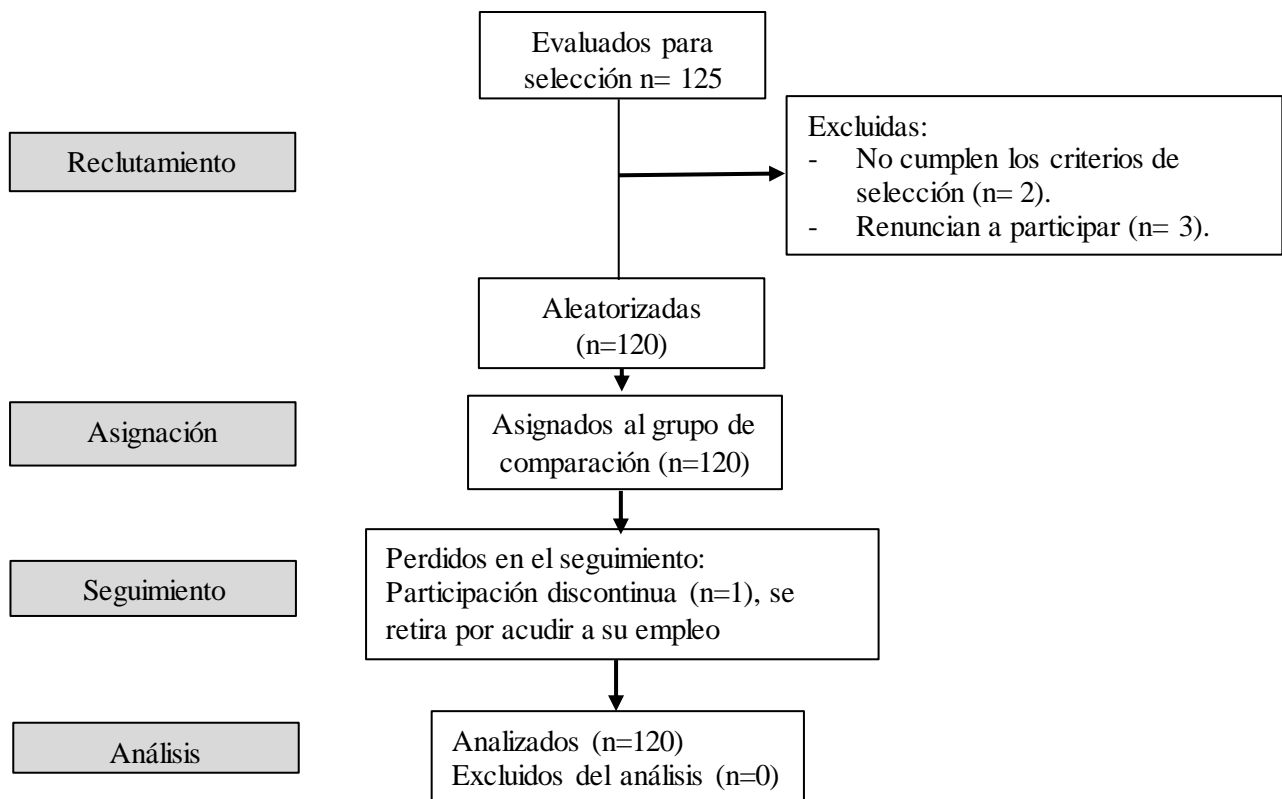 Evaluados para
selección n= 125
Reclutamiento
Excluidas:
- No cumplen los criterios de
selección (n= 2).
- Renuncian a participar (n= 3).
Aleatorizadas
(n=120)
Asignación
Asignados al grupo de
comparación (n=120)
Seguimiento
Perdidos en el seguimiento:
Participación discontinua (n=1), se
retira por acudir a su empleo
Análisis
Analizados (n=120)
Excluidos del análisis (n=0)